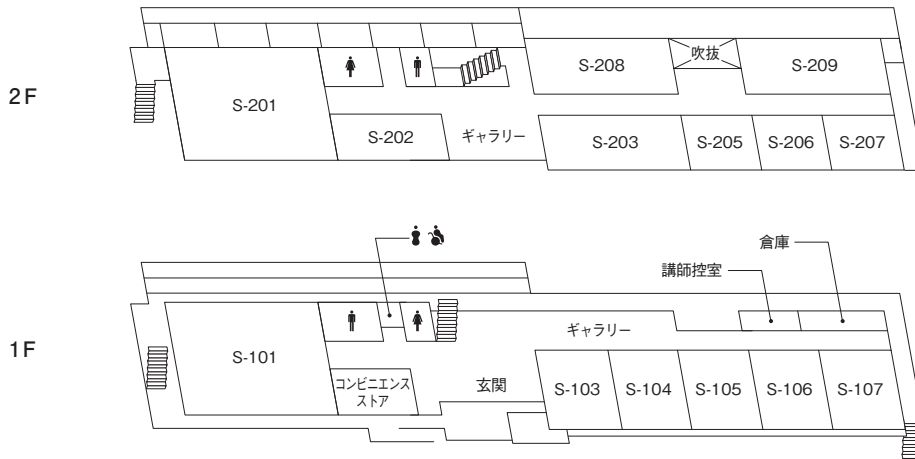 2F
S-201
S-202
ギャラリー
S-208
吹抜
S-209
S-203
S-205
S-206
S-207
1F
倉庫
講師控室
ギャラリー
S-101
コンビニエンス
ストア
玄関
S-103
S-104
S-105
S-106
S-107